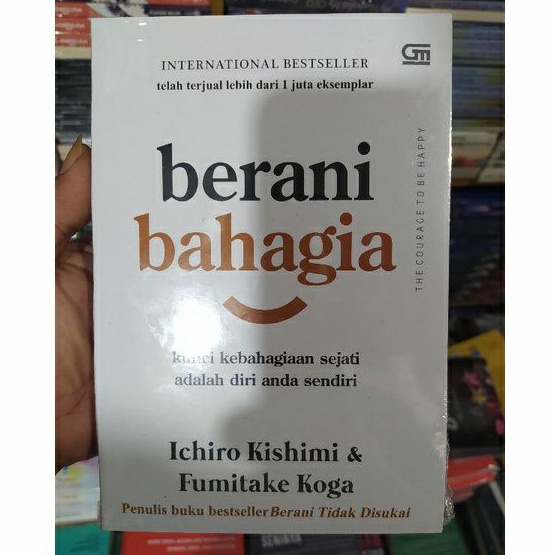 INTERNATIONAL BESTSELLER
telah terjual lebih dari 1 juta eksemplar
GM
berani
bahagia
THE COURAGE TO BE HAPPY
kunci kebahagiaan sejati
adalah diri anda sendiri
Ichiro Kishimi &
Fumitake Koga
Penulis buku bestseller Berani Tidak Disukai